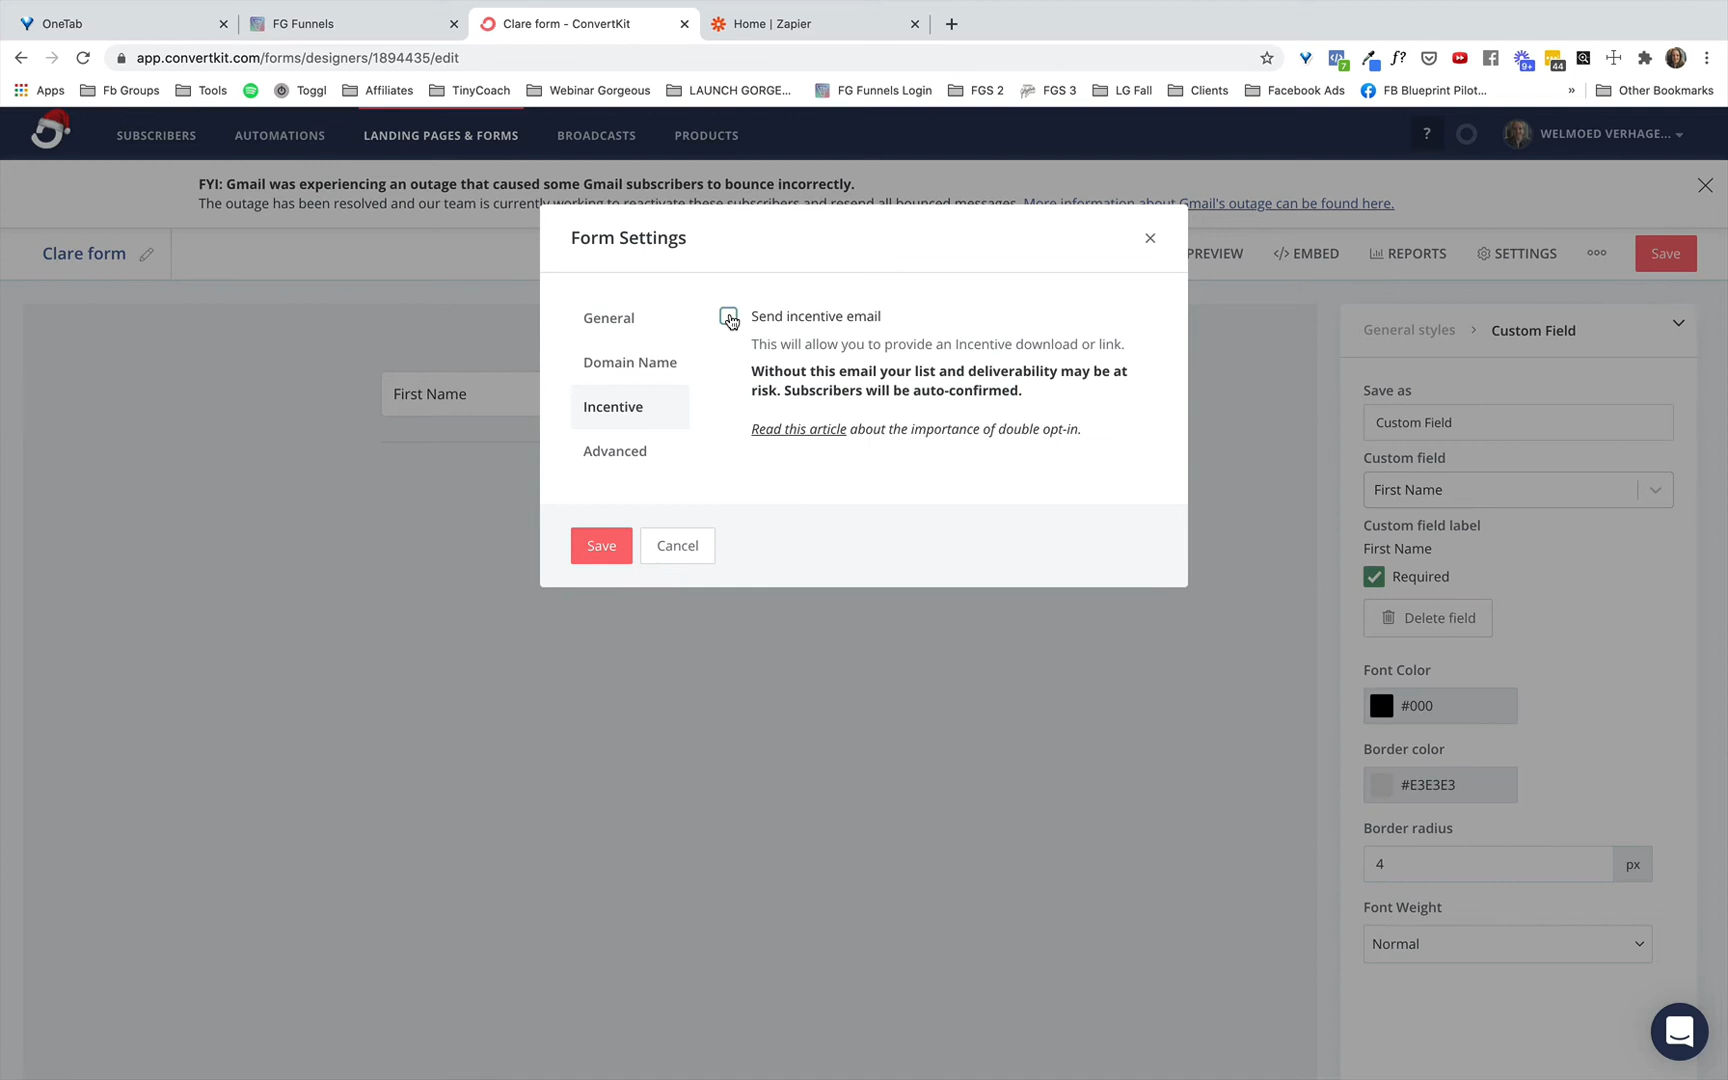 OneTab
FG Funnels
Clare form - ConvertKit
Home | Zapier
app.convertkit.com/forms/designers/1894435/edit
f?
7
9+
44
Apps
Fb Groups
Tools
Toggl
Affiliates
TinyCoach
Webinar Gorgeous
LAUNCH GORGE...
FG Funnels Login
FGS 2
FGS 3
LG Fall
Clients
Facebook Ads
FB Blueprint Pilot...
»
Other Bookmarks
SUBSCRIBERS
AUTOMATIONS
LANDING PAGES & FORMS
BROADCASTS
PRODUCTS
?
WELMOED VERHAGE...
FYI: Gmail was experiencing an outage that caused some Gmail subscribers to bounce incorrectly.
The outage has been resolved and our team is currently working to reactivate these subscribers and resend all bounced messages. More information about Gmail's outage can be found here.
Clare form
PREVIEW
</> EMBED
REPORTS
SETTINGS
Save
Form Settings
General
Domain Name
Incentive
Advanced
Send incentive email
This will allow you to provide an Incentive download or link.
Without this email your list and deliverability may be at
risk. Subscribers will be auto-confirmed.
Read this article about the importance of double opt-in.
Save
Cancel
First Name
General styles > Custom Field
Save as
Custom Field
Custom field
First Name
Custom field label
First Name
Required
Delete field
Font Color
#000
Border color
#E3E3E3
Border radius
4
px
Font Weight
Normal